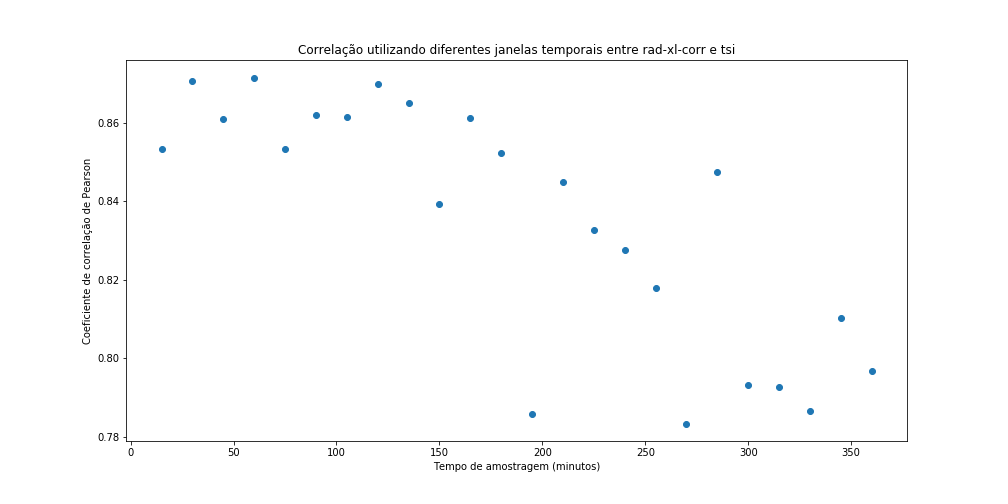 Correlação utilizando diferentes janelas temporais entre rad-xl-corr e tsi
Coeficiente de correlação de Pearson
0.86
0.84
0.82
0.80
0.78
0 50 100 150 200 250 300 350
Tempo de amostragem (minutos)